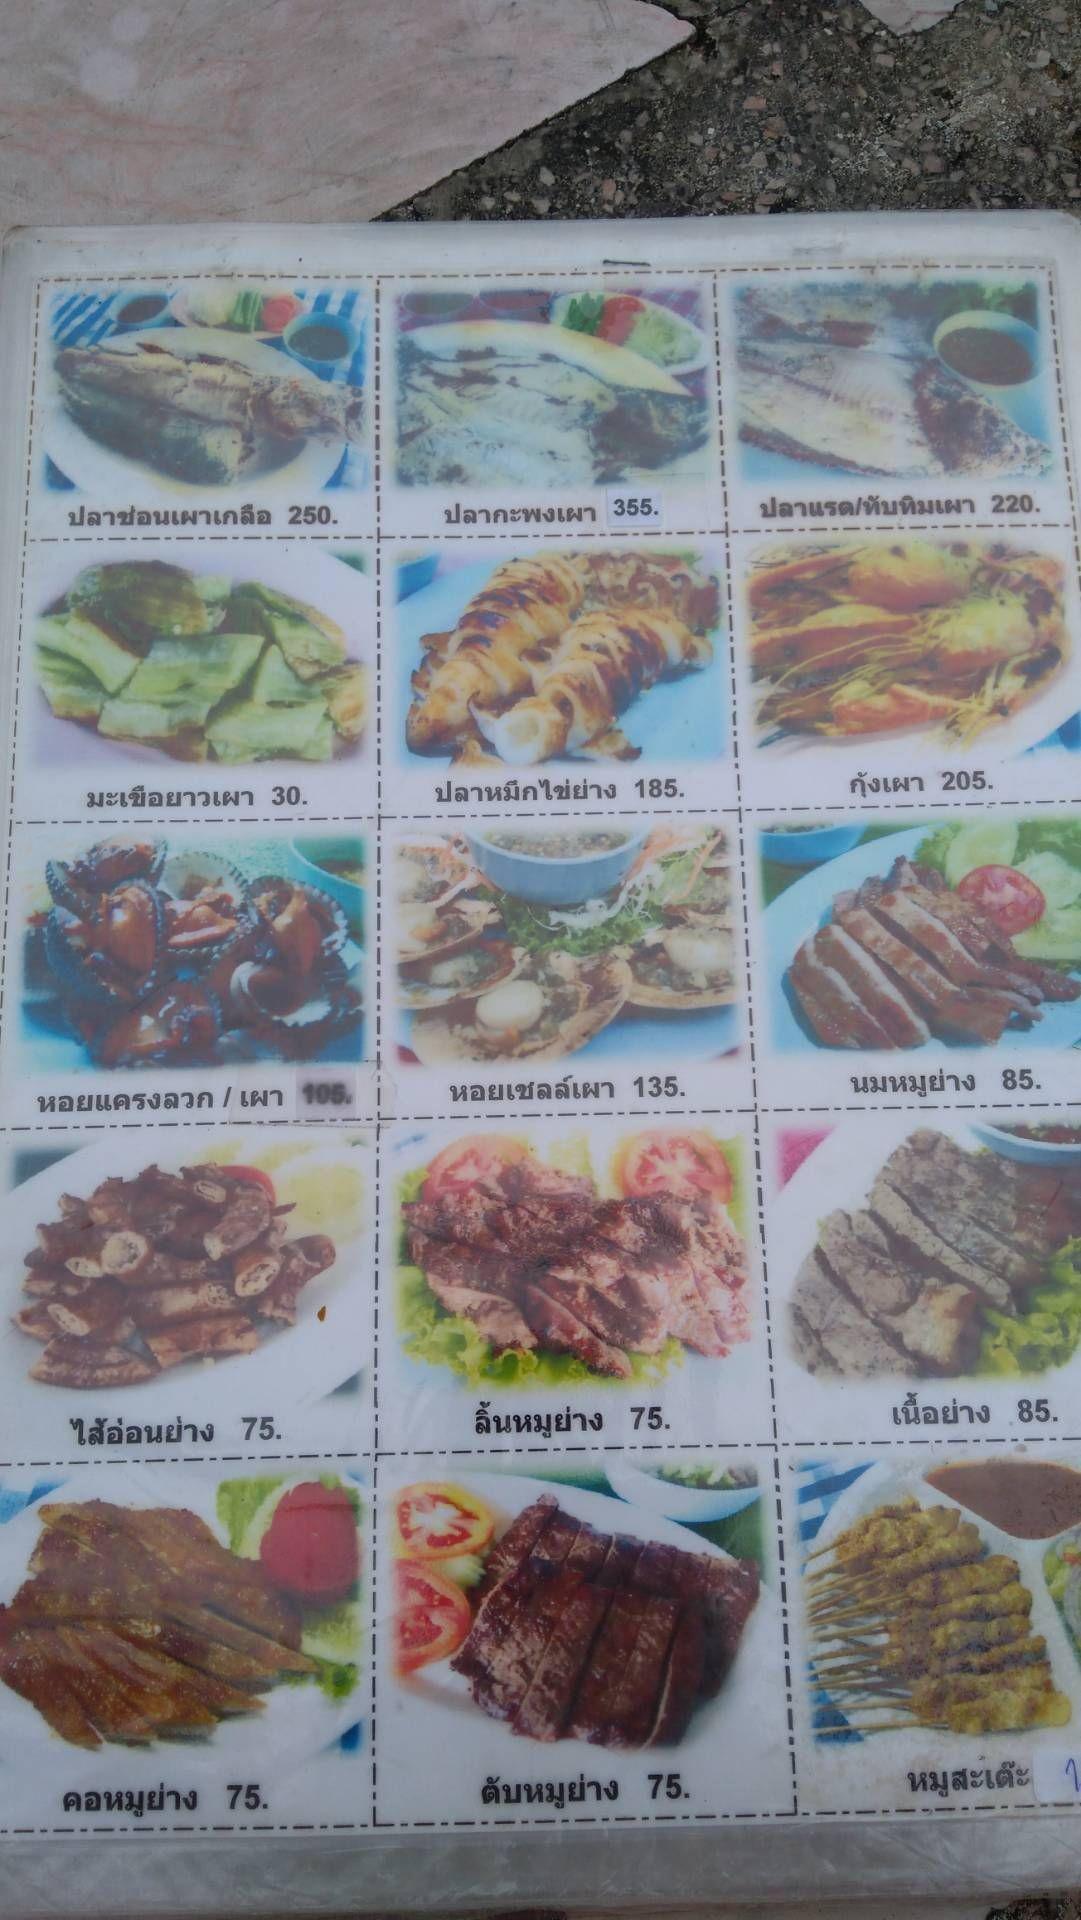 ปลาช่อนเผาเกลือ 250.
ปลากะพงเผา 355.
ปลาแรด/ทับทิมเผา 220.
มะเขือยาวเผา 30.
ปลาหมึกไข่ย่าง 185.
กุ้งเผา 205.
หอยแครงลวก / เผา 105.
หอยเชลล์เผา 135.
นมหมูย่าง 85.
ไส้อ่อนย่าง 75.
ลิ้นหมูย่าง 75.
เนื้อย่าง 85.
คอหมูย่าง 75.
ตับหมูย่าง 75.
หมูสะเต๊ะ